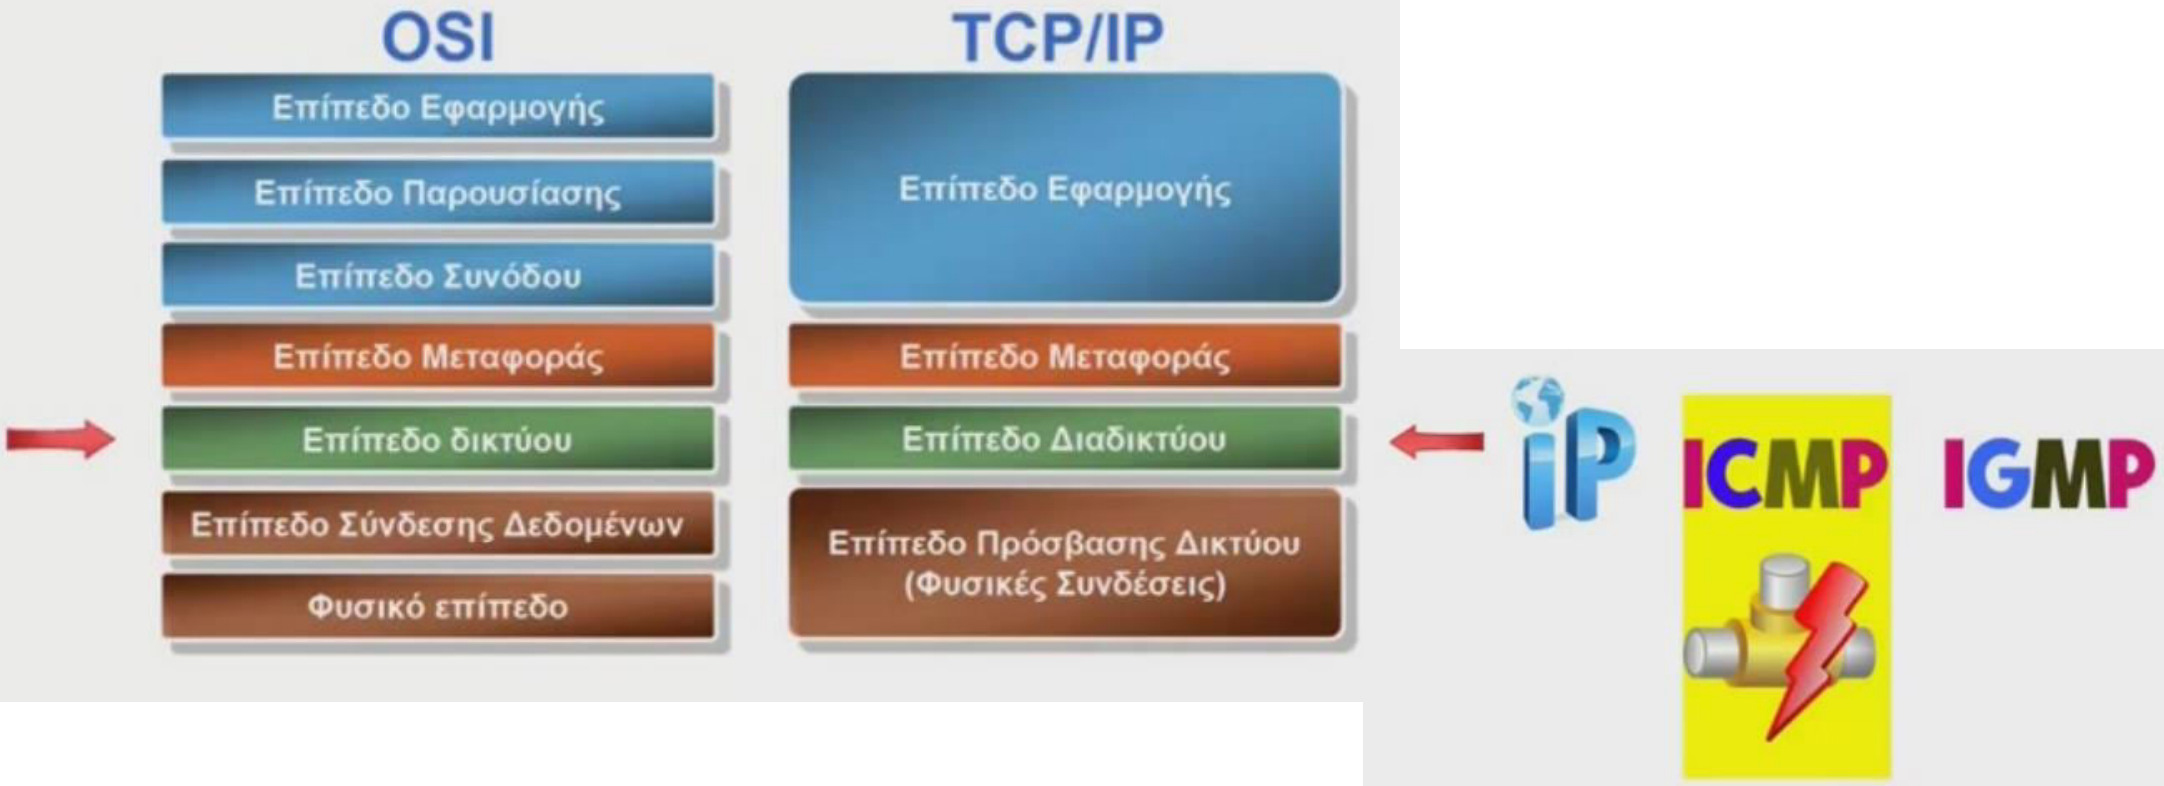 OSI
Επίπεδο Εφαρμογής
Επίπεδο Παρουσίασης
Επίπεδο Συνόδου
Επίπεδο Μεταφοράς
Επίπεδο δικτύου
Επίπεδο Σύνδεσης Δεδομένων
Φυσικό επίπεδο
TCP/IP
Επίπεδο Εφαρμογής
Επίπεδο Μεταφοράς
Επίπεδο Διαδικτύου
Επίπεδο Πρόσβασης Δικτύου
(Φυσικές Συνδέσεις)
iP
ICMP
IGMP